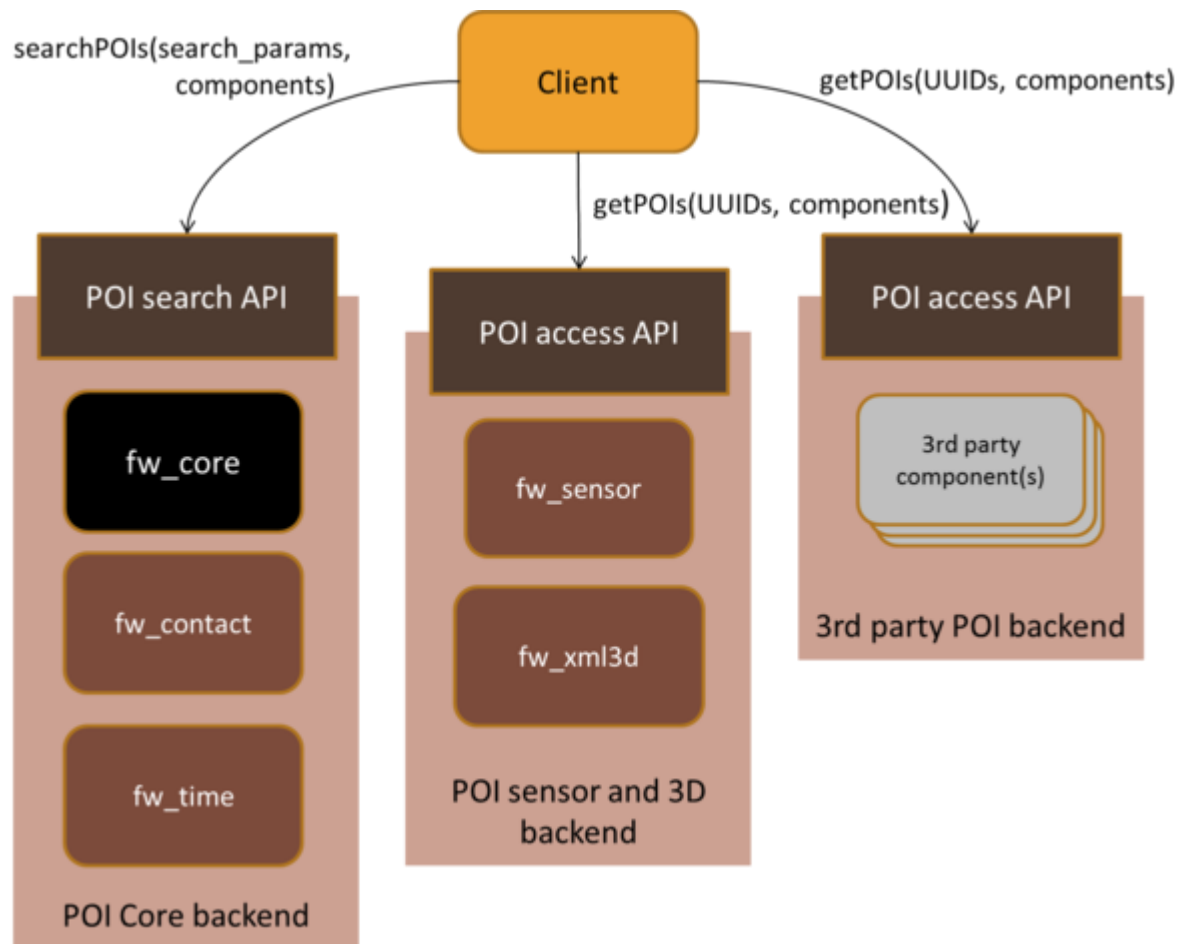 searchPOIs(search_params,
components)
Client
getPOIs(UUIDs, components)
getPOIs(UUIDs, components)
POI search API
fw_core
fw_contact
fw_time
POI Core backend
POI access API
fw_sensor
fw_xml3d
POI sensor and 3D
backend
POI access API
3rd party
component(s)
3rd party POI backend